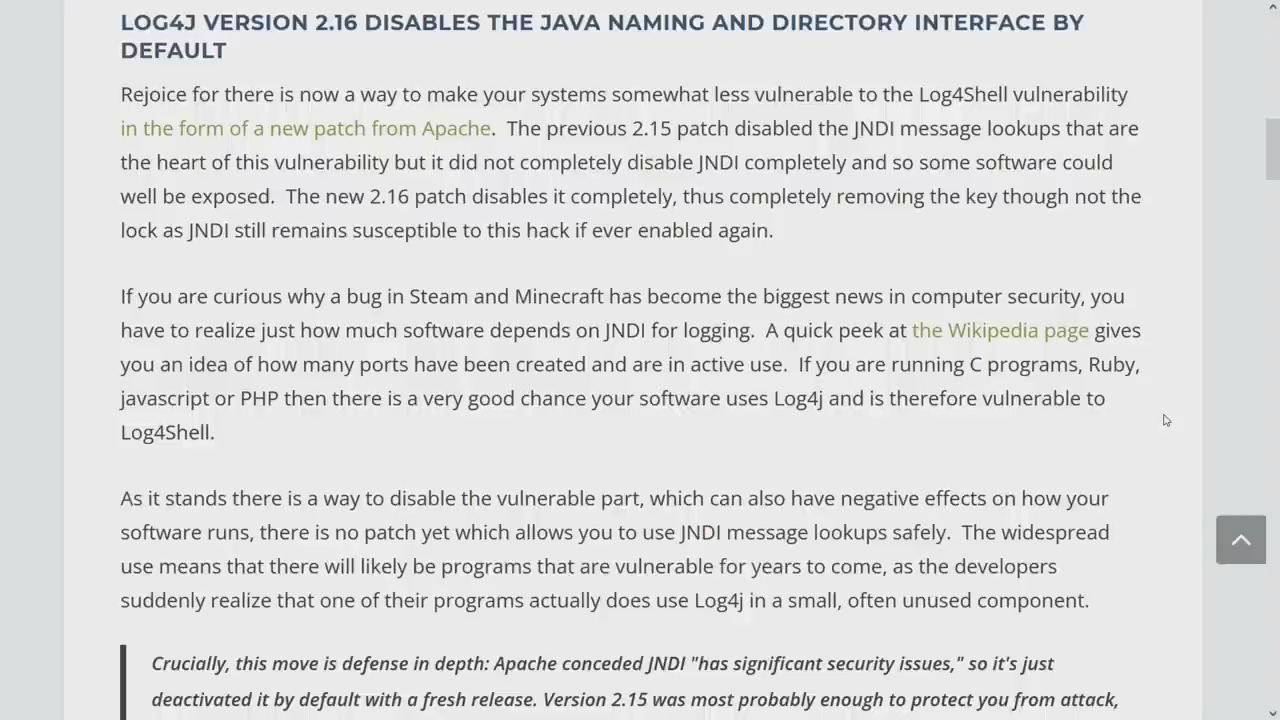 LOG4J VERSION 2.16 DISABLES THE JAVA NAMING AND DIRECTORY INTERFACE BY
DEFAULT
Rejoice for there is now a way to make your systems somewhat less vulnerable to the Log4Shell vulnerability
in the form of a new patch from Apache.  The previous 2.15 patch disabled the JNDI message lookups that are
the heart of this vulnerability but it did not completely disable JNDI completely and so some software could
well be exposed.  The new 2.16 patch disables it completely, thus completely removing the key though not the
lock as JNDI still remains susceptible to this hack if ever enabled again.
If you are curious why a bug in Steam and Minecraft has become the biggest news in computer security, you
have to realize just how much software depends on JNDI for logging.  A quick peek at the Wikipedia page gives
you an idea of how many ports have been created and are in active use.  If you are running C programs, Ruby,
javascript or PHP then there is a very good chance your software uses Log4j and is therefore vulnerable to
Log4Shell.
As it stands there is a way to disable the vulnerable part, which can also have negative effects on how your
software runs, there is no patch yet which allows you to use JNDI message lookups safely.  The widespread
use means that there will likely be programs that are vulnerable for years to come, as the developers
suddenly realize that one of their programs actually does use Log4j in a small, often unused component.
Crucially, this move is defense in depth: Apache conceded JNDI "has significant security issues," so it's just
deactivated it by default with a fresh release. Version 2.15 was most probably enough to protect you from attack,